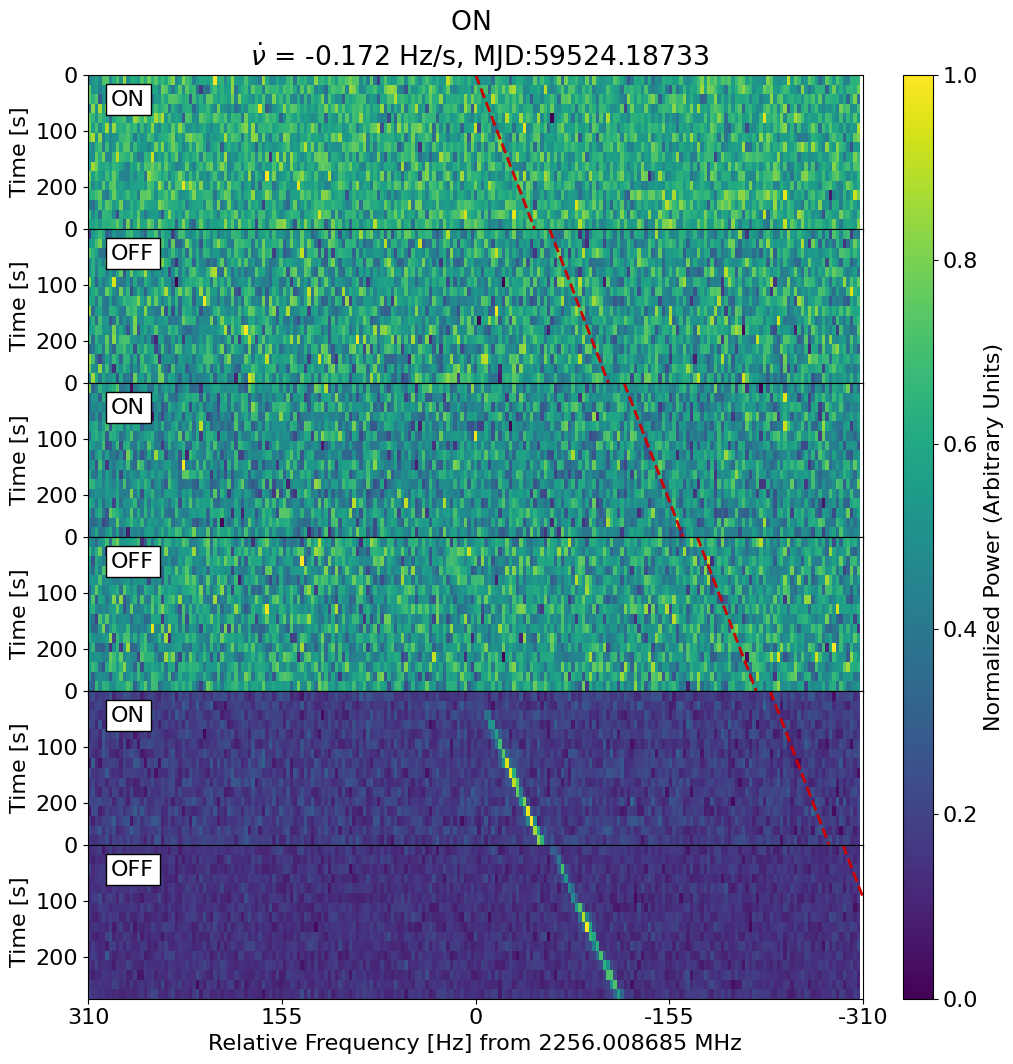 ON
ν̇ = -0.172 Hz/s, MJD:59524.18733
0
ON
100
200
Time [s]
0
OFF
100
200
Time [s]
0
ON
100
200
Time [s]
0
OFF
100
200
Time [s]
0
ON
100
200
Time [s]
0
OFF
100
200
Time [s]
310 155 0 -155 -310
Relative Frequency [Hz] from 2256.008685 MHz
1.0
0.8
0.6
0.4
0.2
0.0
Normalized Power (Arbitrary Units)